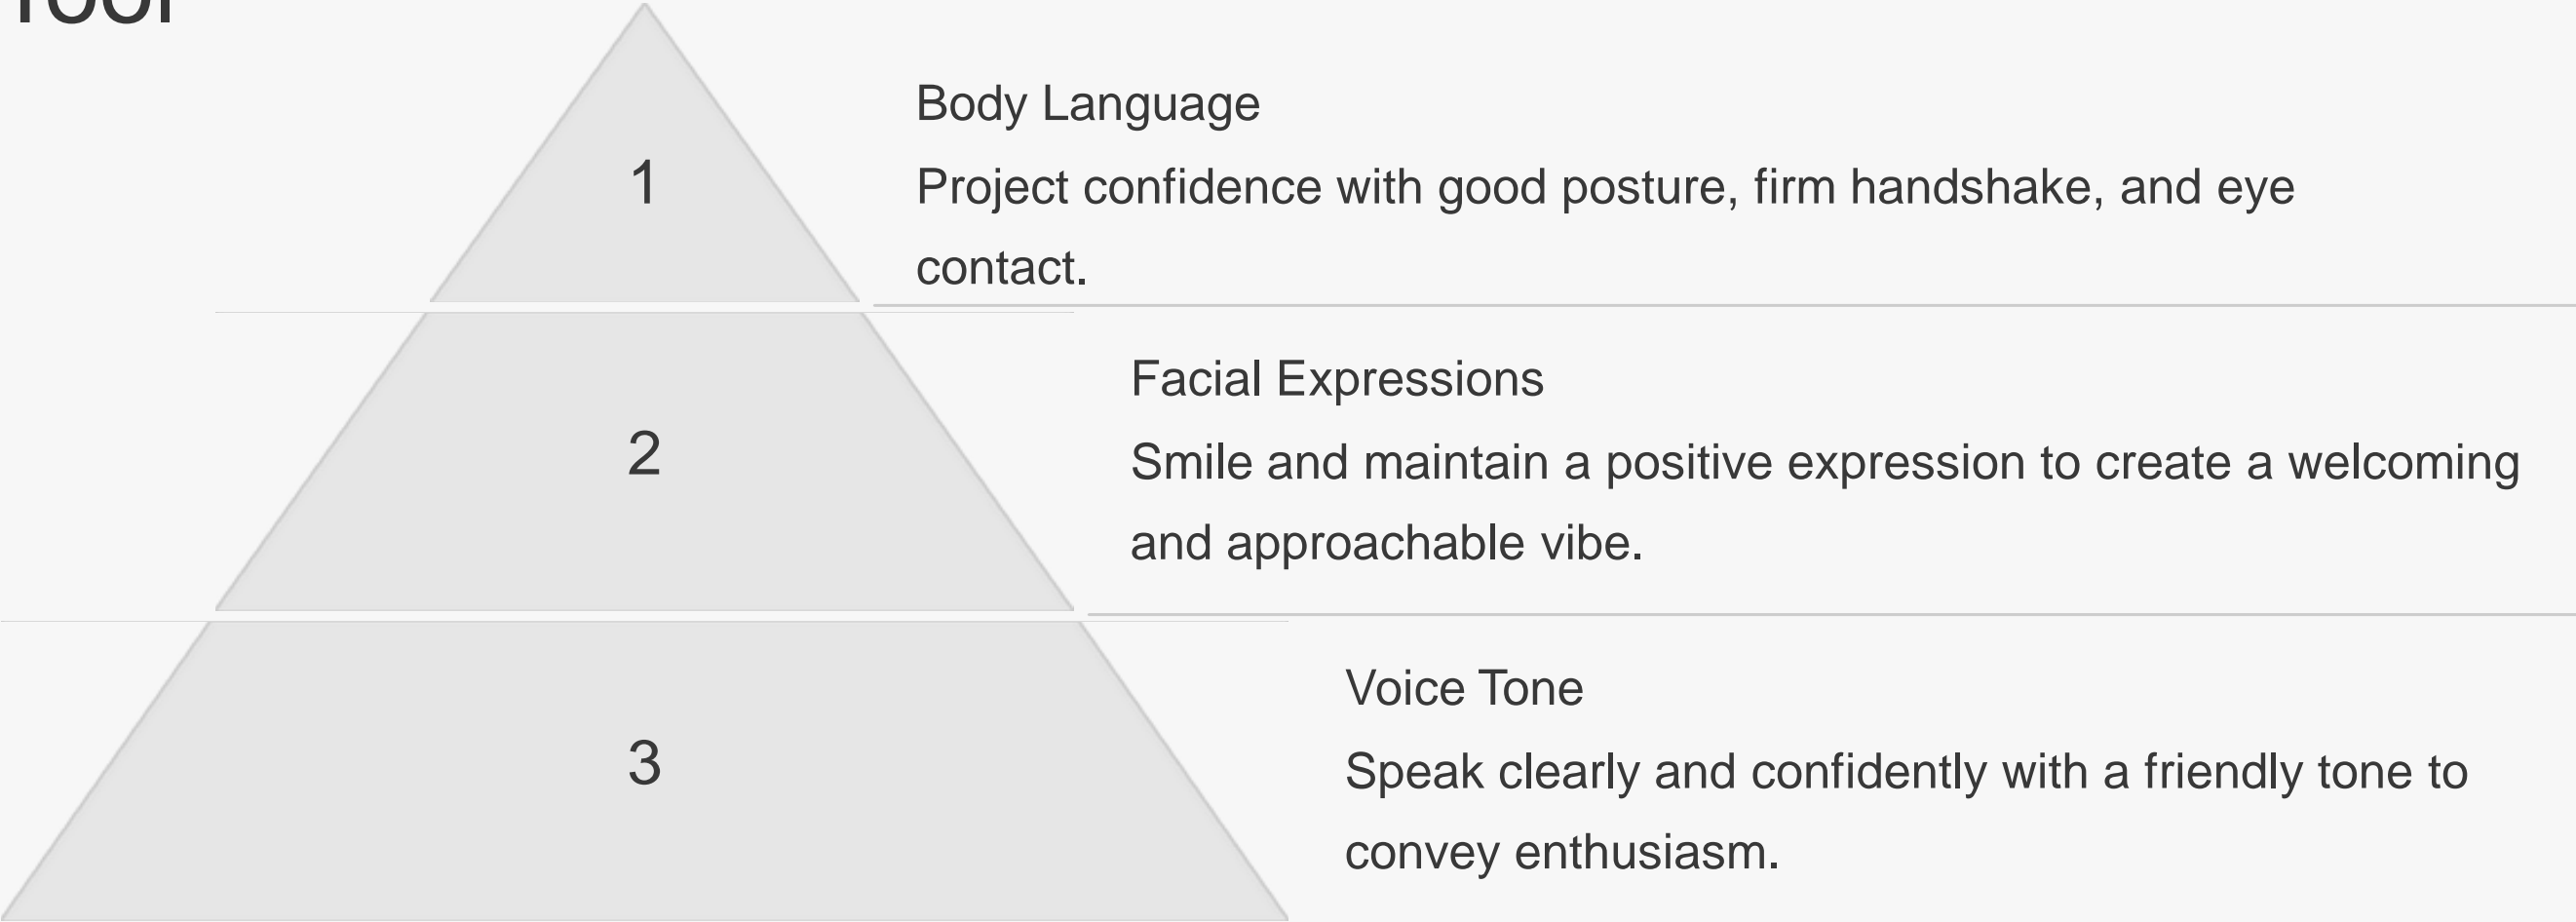 1
Body Language
Project confidence with good posture, firm handshake, and eye
contact.
2
Facial Expressions
Smile and maintain a positive expression to create a welcoming
and approachable vibe.
3
Voice Tone
Speak clearly and confidently with a friendly tone to
convey enthusiasm.